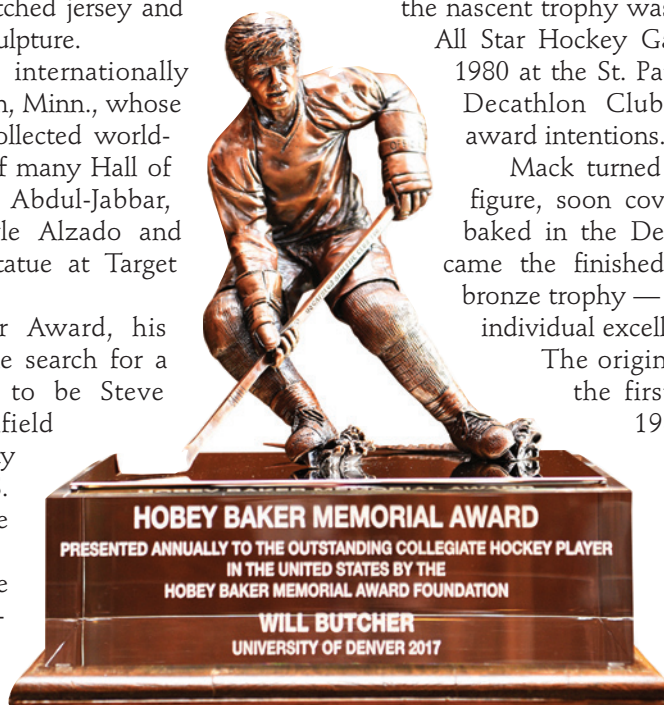 tched jersey and
ulpture.
internationally
n, Minn., whose
ollected world-
f many Hall of
Abdul-Jabbar,
le Alzado and
tatue at Target
r Award, his
e search for a
to be Steve
field
y
.
e
e
-
the nascent trophy was
All Star Hockey Ga
1980 at the St. Pa
Decathlon Club
award intentions.
Mack turned
figure, soon cov
baked in the De
came the finished
bronze trophy —
individual excell
The origin
the first
19
HOBEY BAKER MEMORIAL AWARD
PRESENTED ANNUALLY TO THE OUTSTANDING COLLEGIATE HOCKEY PLAYER
IN THE UNITED STATES BY THE
HOBEY BAKER MEMORIAL AWARD FOUNDATION
WILL BUTCHER
UNIVERSITY OF DENVER 2017